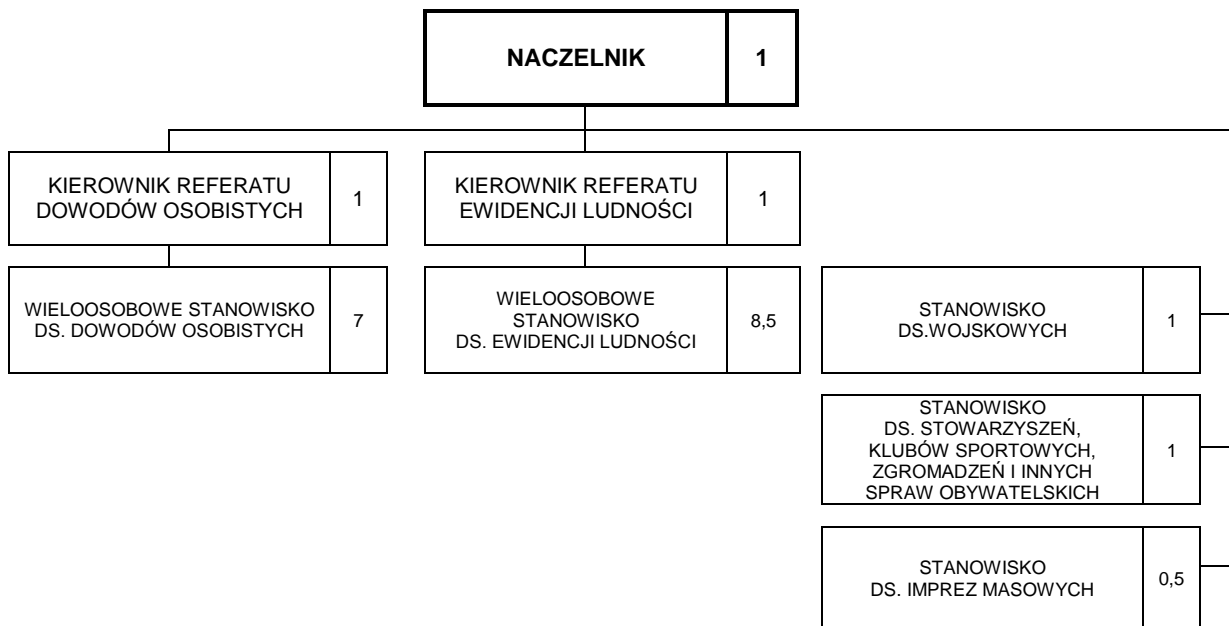 NACZELNIK
1
KIEROWNIK REFERATU
DOWODÓW OSOBISTYCH
1
KIEROWNIK REFERATU
EWIDENCJI LUDNOŚCI
1
WIELOOSOBOWE STANOWISKO
DS. DOWODÓW OSOBISTYCH
7
WIELOOSOBOWE
STANOWISKO
DS. EWIDENCJI LUDNOŚCI
8,5
STANOWISKO
DS.WOJSKOWYCH
1
STANOWISKO
DS. STOWARZYSZEŃ,
KLUBÓW SPORTOWYCH,
ZGROMADZEŃ I INNYCH
SPRAW OBYWATELSKICH
1
STANOWISKO
DS. IMPREZ MASOWYCH
0,5